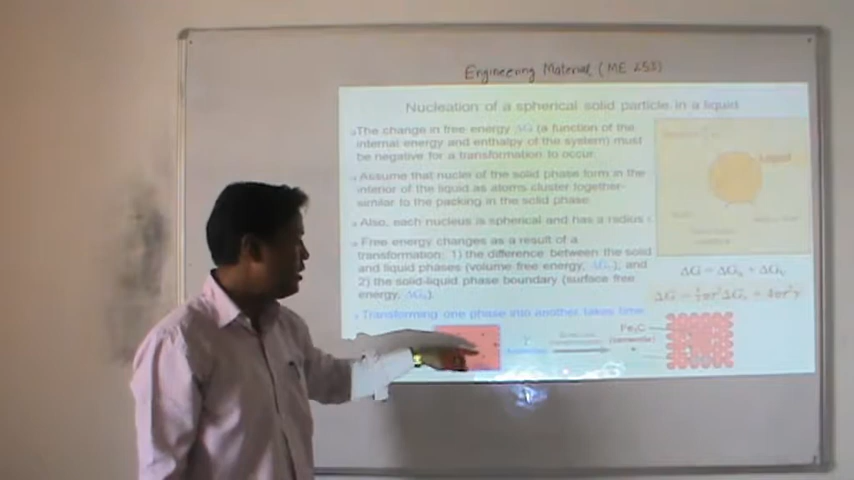 Engineering Material (ME 253)
Nucleation of a spherical solid particle in a liquid
The change in free energy ΔG (a function of the
internal energy and enthalpy of the system) must
be negative for a transformation to occur.
Assume that nuclei of the solid phase form in the
interior of the liquid as atoms cluster together-
similar to the packing in the solid phase
Also, each nucleus is spherical and has a radius
Free energy changes as a result of a
transformation: 1) the difference between the solid
and liquid phases (volume free energy, ΔGᵥ); and
2) the solid-liquid phase boundary (surface free
energy, ΔGₛ).
Transforming one phase into another takes time.
Liquid
ΔG = ΔGₛ + ΔGᵥ
Fe₃C
(cementite)
+